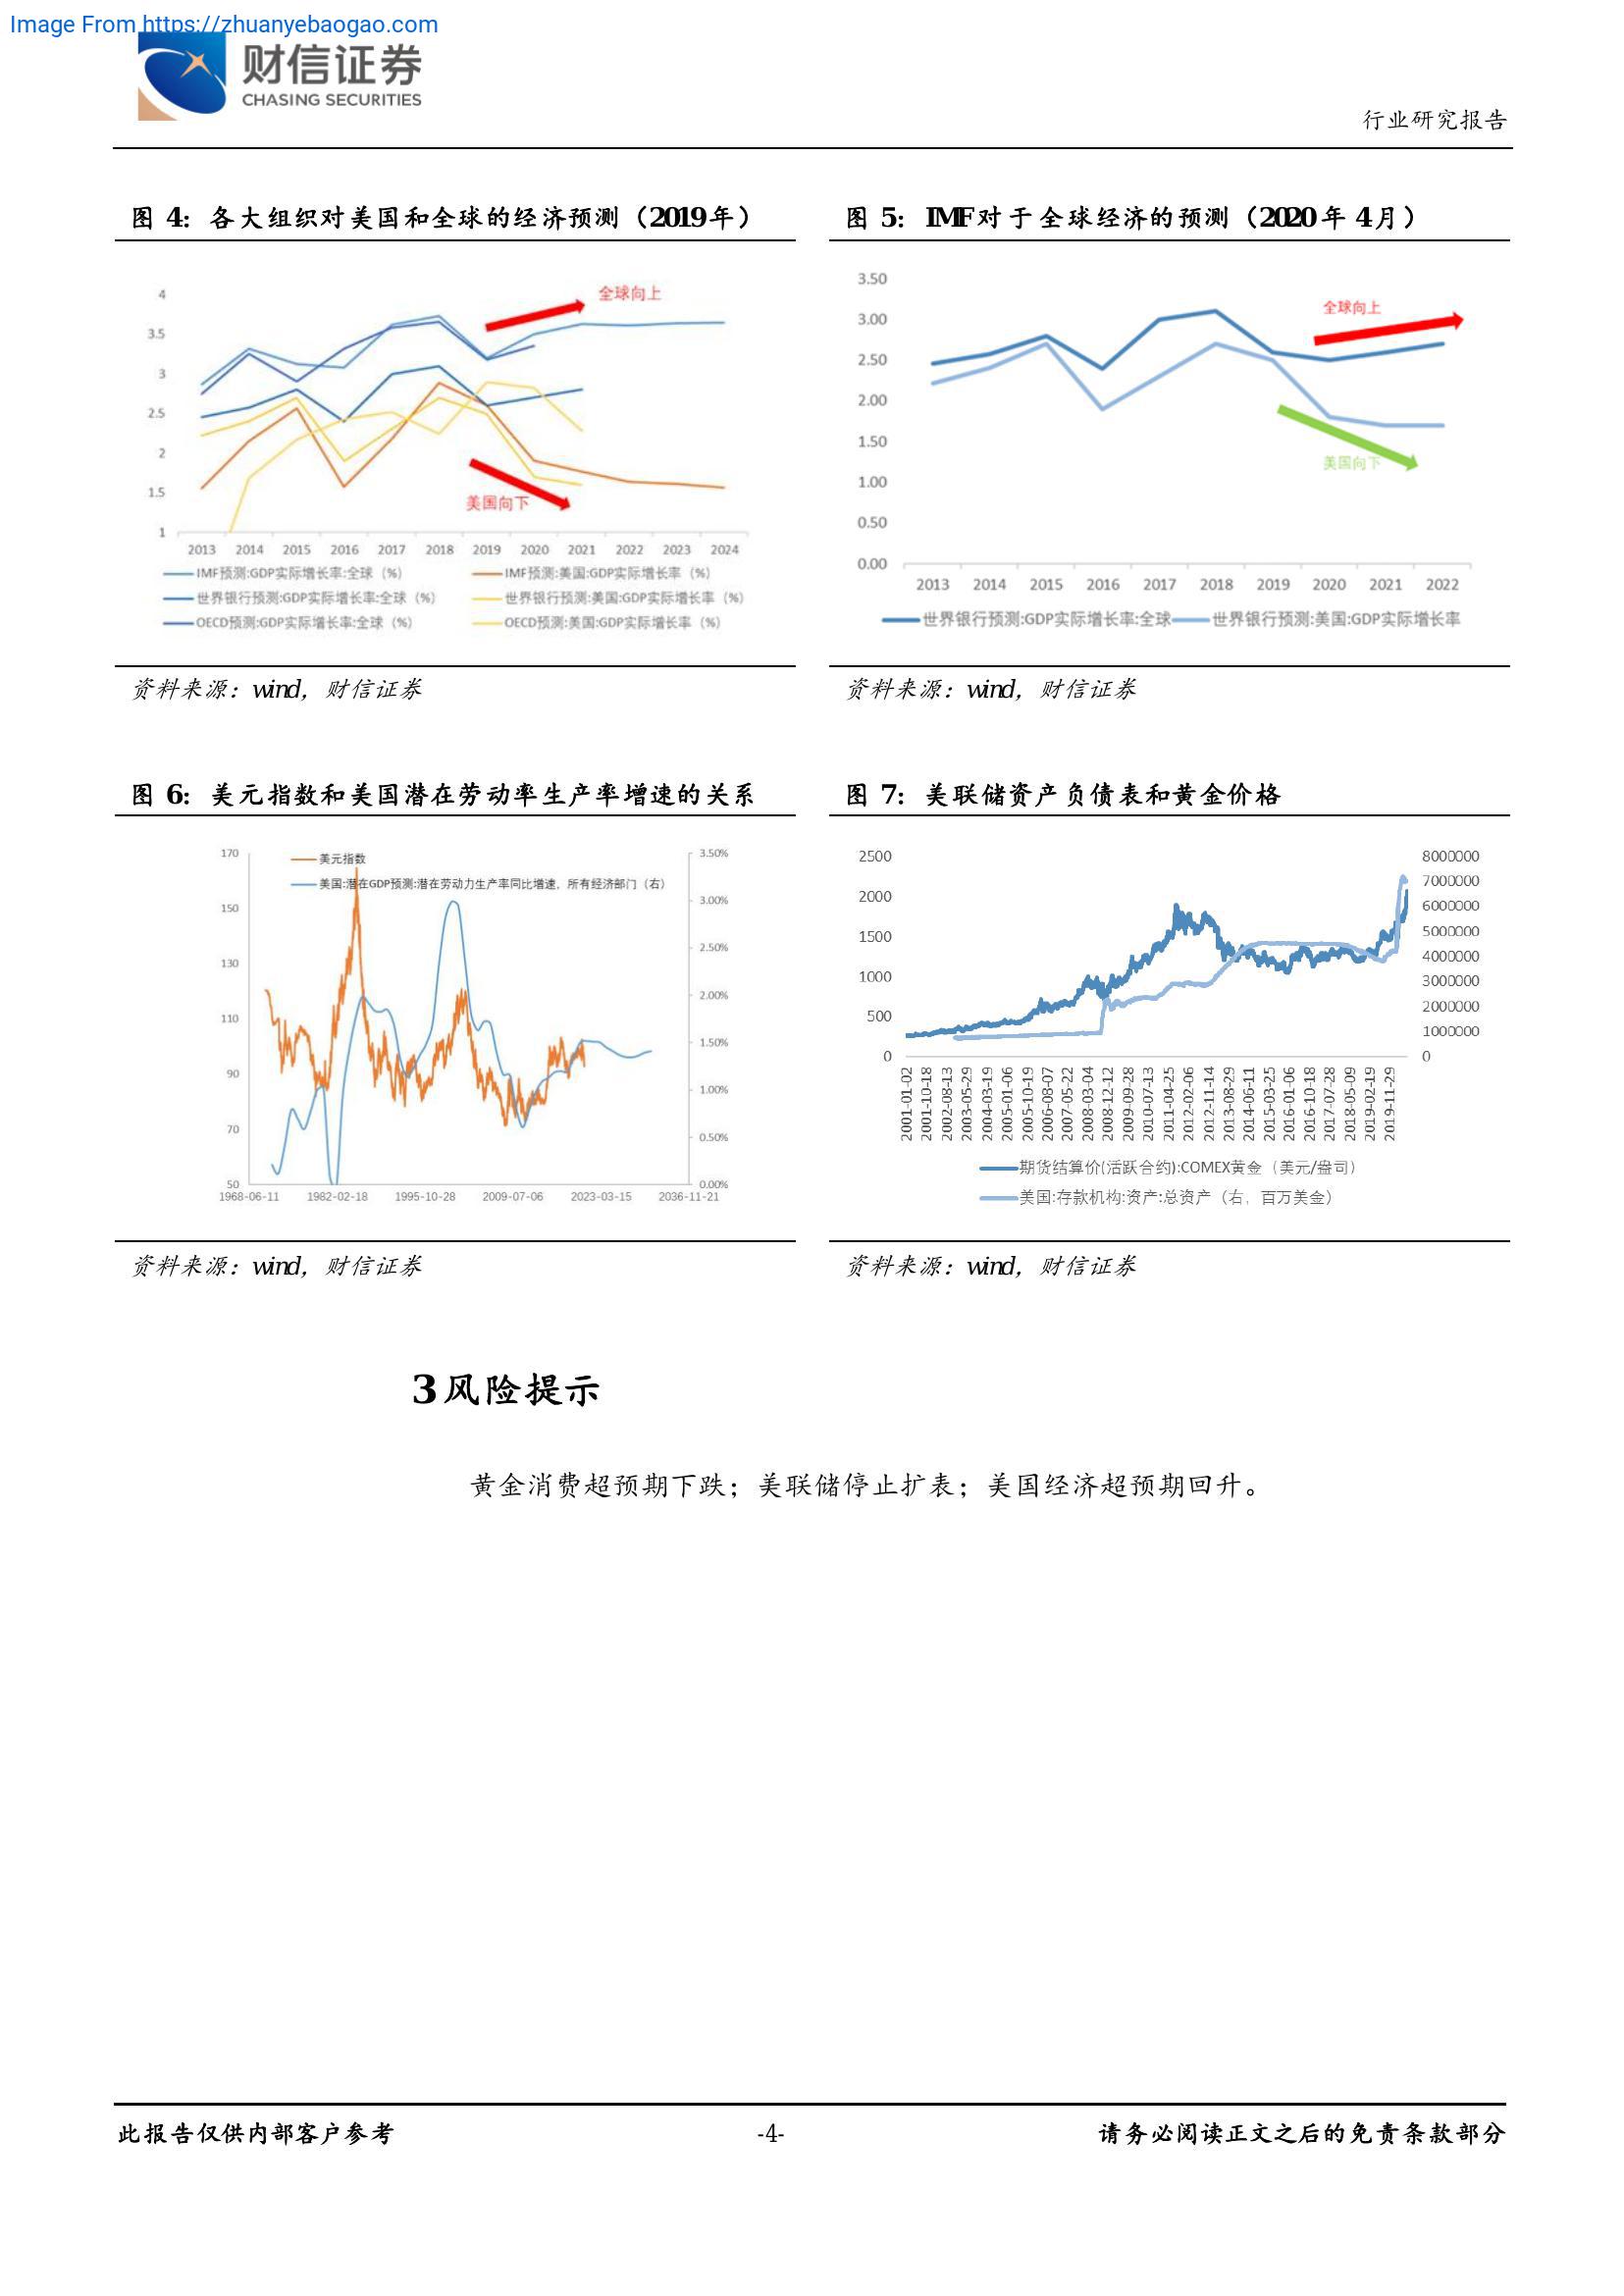 Image From https://zhuanyebaogao.com
财信证券
CHASING SECURITIES
行业研究报告
图 4: 各大组织对美国和全球的经济预测（2019年）
4
3.5
3
2.5
2
1.5
1
全球向上
美国向下
2013 2014 2015 2016 2017 2018 2019 2020 2021 2022 2023 2024
IMF预测:GDP实际增长率:全球（%） IMF预测:美国:GDP实际增长率（%）
世界银行预测:GDP实际增长率:全球（%） 世界银行预测:美国:GDP实际增长率（%）
OECD预测:GDP实际增长率:全球（%） OECD预测:美国:GDP实际增长率（%）
资料来源：wind，财信证券
图 5: IMF对于全球经济的预测（2020年 4月）
3.50
3.00
2.50
2.00
1.50
1.00
0.50
0.00
全球向上
美国向下
2013 2014 2015 2016 2017 2018 2019 2020 2021 2022
世界银行预测:GDP实际增长率:全球 世界银行预测:美国:GDP实际增长率
资料来源：wind，财信证券
图 6: 美元指数和美国潜在劳动率生产率增速的关系
美元指数
美国:潜在GDP预测:潜在劳动力生产率同比增速，所有经济部门（右）
170
150
130
110
90
70
50
3.50%
3.00%
2.50%
2.00%
1.50%
1.00%
0.50%
0.00%
1968-06-11 1982-02-18 1995-10-28 2009-07-06 2023-03-15 2036-11-21
资料来源：wind，财信证券
图 7: 美联储资产负债表和黄金价格
2500
2000
1500
1000
500
0
8000000
7000000
6000000
5000000
4000000
3000000
2000000
1000000
0
2001-01-02 2001-10-18 2002-08-13 2003-05-29 2004-03-19 2005-01-06 2005-10-19 2006-08-07 2007-05-22 2008-03-04 2008-12-12 2009-09-28 2010-07-13 2011-04-25 2012-02-06 2012-11-14 2013-08-29 2014-06-11 2015-03-25 2016-01-06 2016-10-18 2017-07-28 2018-05-09 2019-02-19 2019-11-29
期货结算价(活跃合约):COMEX黄金（美元/盎司）
美国:存款机构:资产:总资产（右，百万美金）
资料来源：wind，财信证券
3 风险提示
黄金消费超预期下跌；美联储停止扩表；美国经济超预期回升。
此报告仅供内部客户参考
-4-
请务必阅读正文之后的免责条款部分